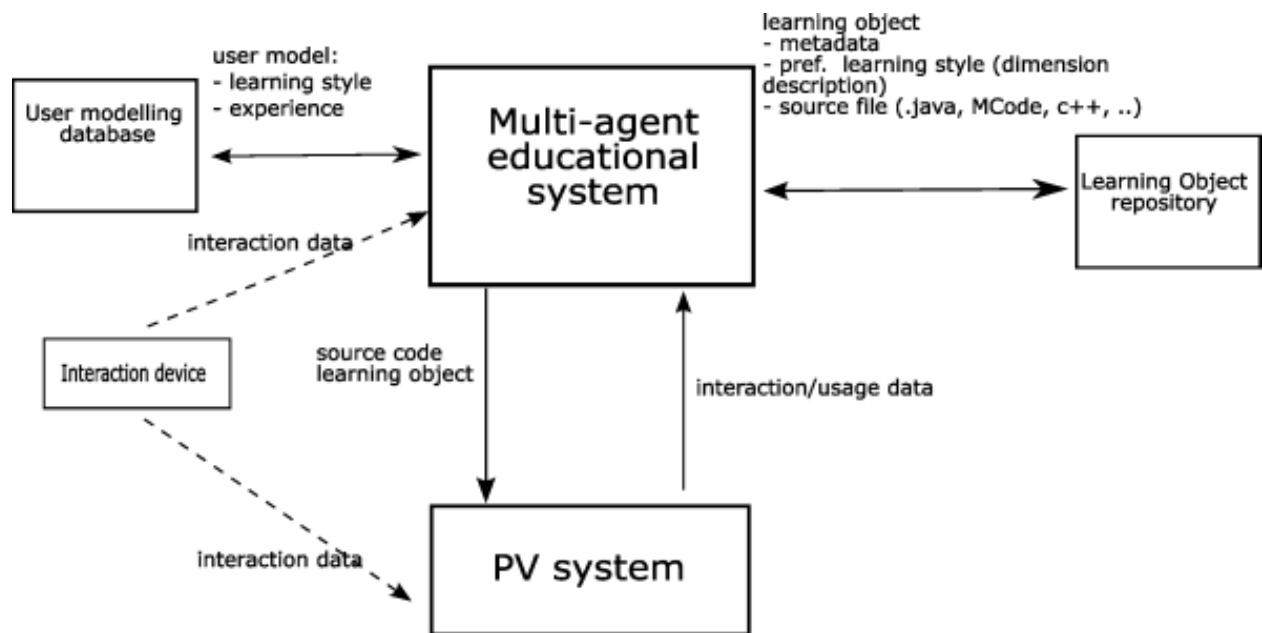 learning object
- metadata
- pref. learning style (dimension
description)
- source file (.java, MCode, c++, ..)
user model:
- learning style
- experience
User modelling
database
Multi-agent
educational
system
Learning Object
repository
interaction data
Interaction device
source code
learning object
interaction/usage data
interaction data
PV system